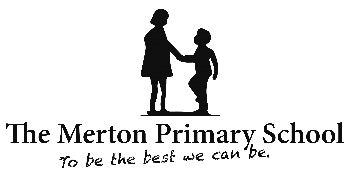 The Merton Primary School
To be the best we can be.